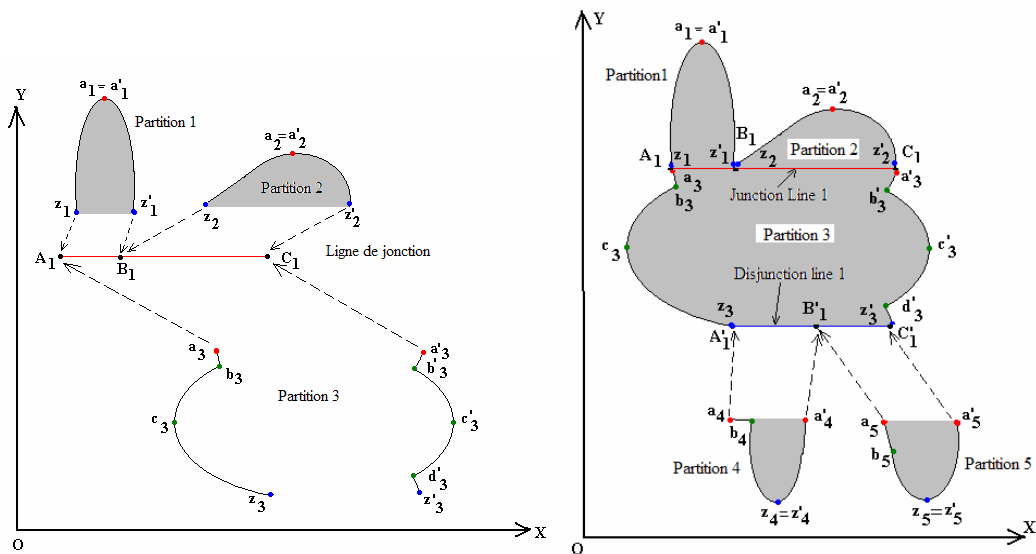 Y
a1 = a'1
Partition 1
a2=a'2
Partition 2
z1
z'1
z2
z'2
Ligne de jonction
A1
B1
C1
a3
a'3
b3
b'3
Partition 3
c3
c'3
d'3
z3
z'3
O
X
Y
a1 = a'1
Partition1
a2=a'2
B1
Partition 2
A1
z1
z'1
z2
z'2
C1
a3
a'3
b3
b'3
Junction Line 1
c3
Partition 3
c'3
Disjunction line 1
z3
B'1
z'3
d'3
A'1
C'1
a4
a'4
b4
a5
a'5
b5
Partition 4
Partition 5
z4=z'4
z5=z'5
O
X